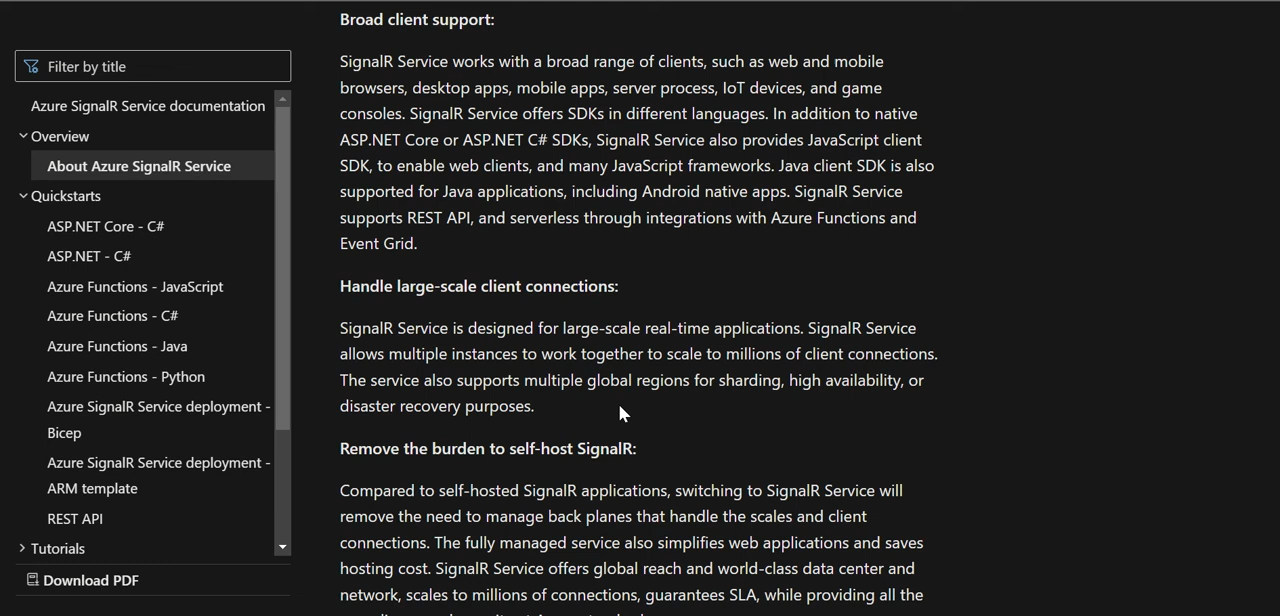 Filter by title
Azure SignalR Service documentation
Overview
About Azure SignalR Service
Quickstarts
ASP.NET Core - C#
ASP.NET - C#
Azure Functions - JavaScript
Azure Functions - C#
Azure Functions - Java
Azure Functions - Python
Azure SignalR Service deployment -
Bicep
Azure SignalR Service deployment -
ARM template
REST API
Tutorials
Download PDF
Broad client support:
SignalR Service works with a broad range of clients, such as web and mobile
browsers, desktop apps, mobile apps, server process, IoT devices, and game
consoles. SignalR Service offers SDKs in different languages. In addition to native
ASP.NET Core or ASP.NET C# SDKs, SignalR Service also provides JavaScript client
SDK, to enable web clients, and many JavaScript frameworks. Java client SDK is also
supported for Java applications, including Android native apps. SignalR Service
supports REST API, and serverless through integrations with Azure Functions and
Event Grid.
Handle large-scale client connections:
SignalR Service is designed for large-scale real-time applications. SignalR Service
allows multiple instances to work together to scale to millions of client connections.
The service also supports multiple global regions for sharding, high availability, or
disaster recovery purposes.
Remove the burden to self-host SignalR:
Compared to self-hosted SignalR applications, switching to SignalR Service will
remove the need to manage back planes that handle the scales and client
connections. The fully managed service also simplifies web applications and saves
hosting cost. SignalR Service offers global reach and world-class data center and
network, scales to millions of connections, guarantees SLA, while providing all the